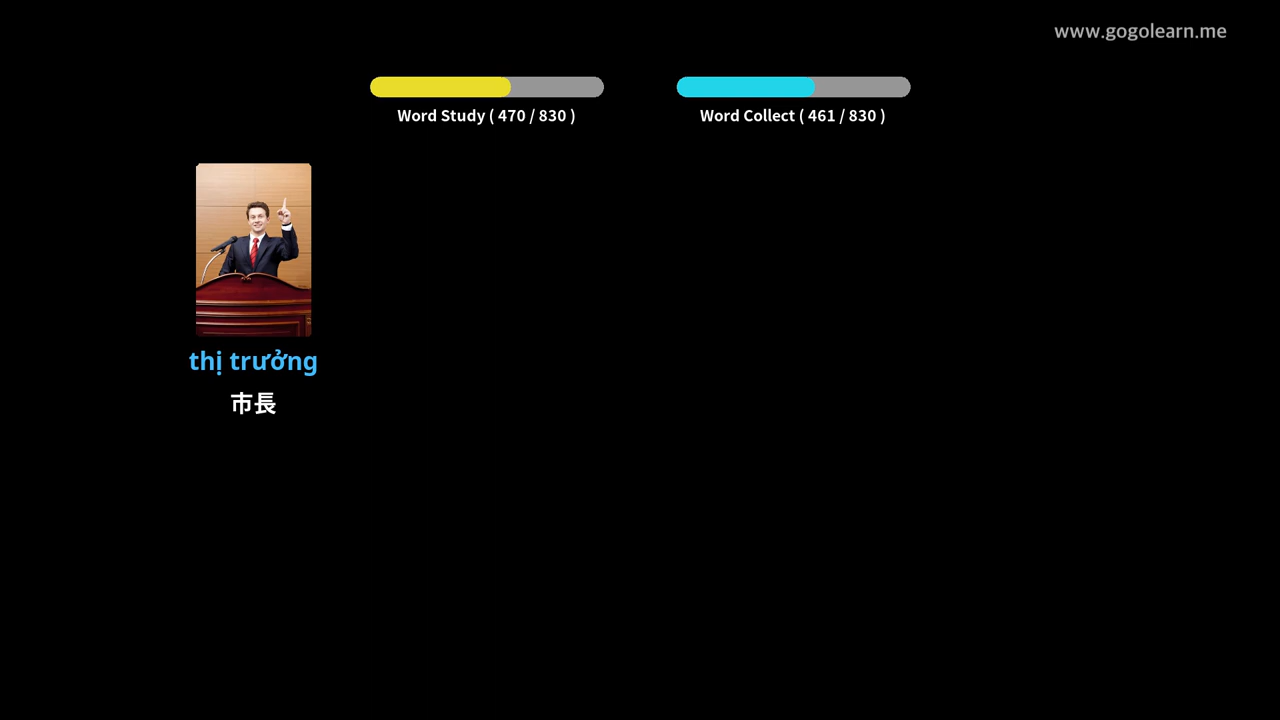 www.gogolearn.me
Word Study ( 470 / 830 )
Word Collect ( 461 / 830 )
thị trưởng
市長